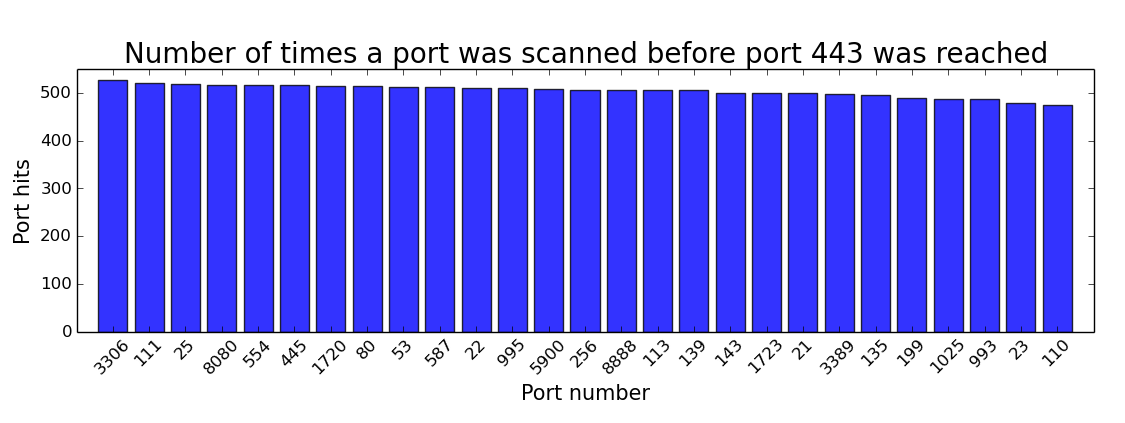 Number of times a port was scanned before port 443 was reached
Port hits
500
400
300
200
100
0
3306 111 25 8080 554 445 1720 80 53 587 22 995 5900 256 8888 113 139 143 1723 21 3389 135 199 1025 993 23 110
Port number